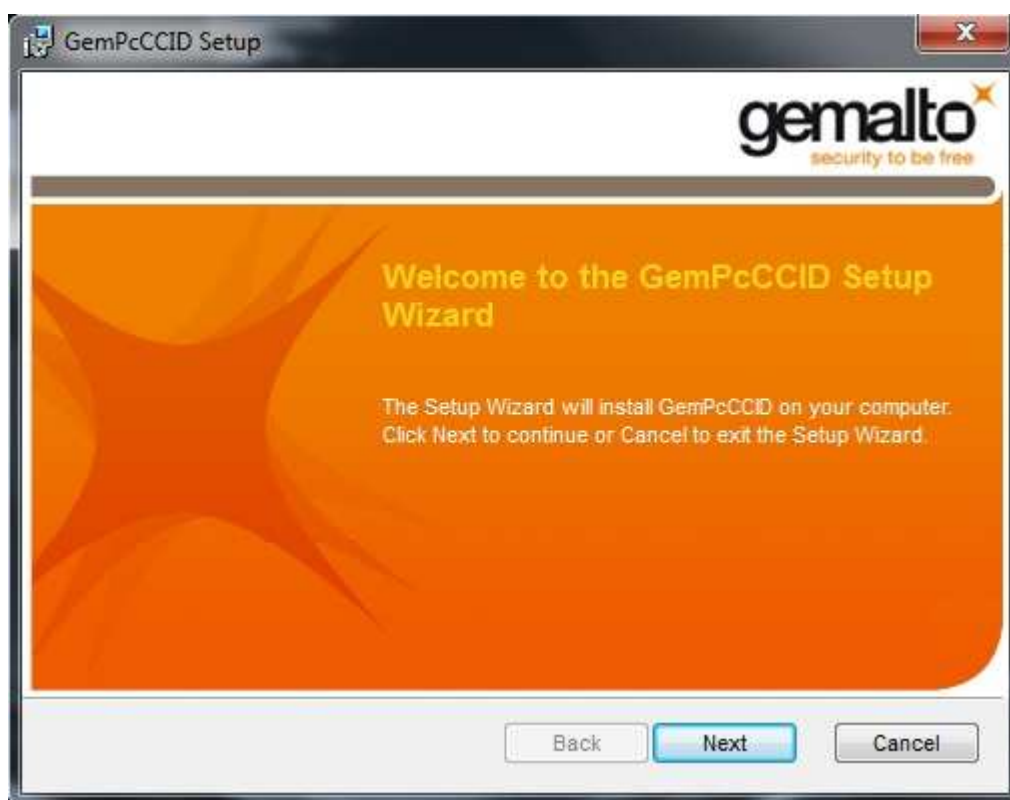 GemPcCCID Setup
gemalto
security to be free
Welcome to the GemPcCCID Setup
Wizard
The Setup Wizard will install GemPcCCID on your computer.
Click Next to continue or Cancel to exit the Setup Wizard.
Back
Next
Cancel